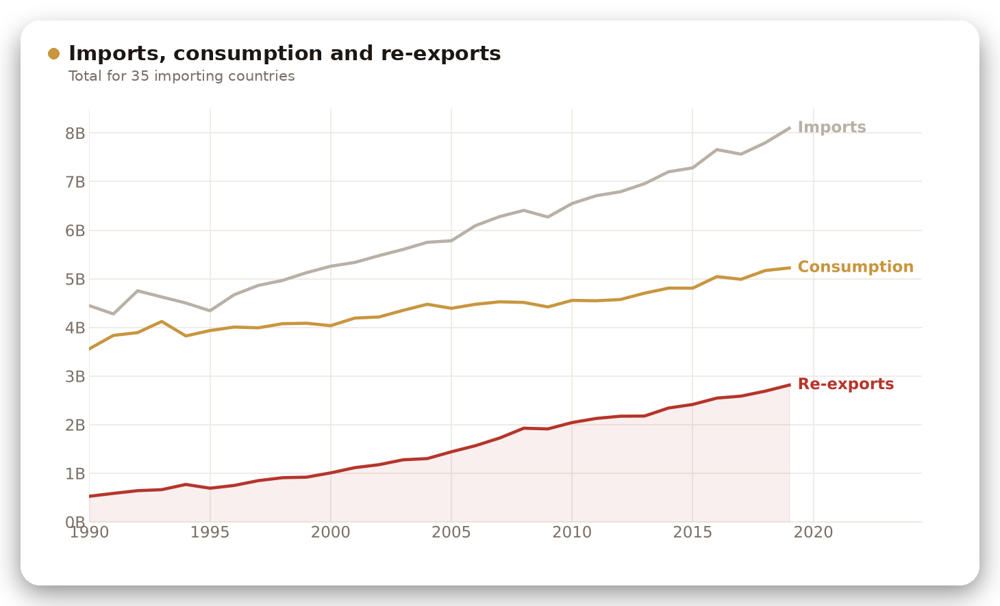 Imports, consumption and re-exports
Total for 35 importing countries
8B
7B
6B
5B
4B
3B
2B
1B
0B
Imports
Consumption
Re-exports
1990 1995 2000 2005 2010 2015 2020